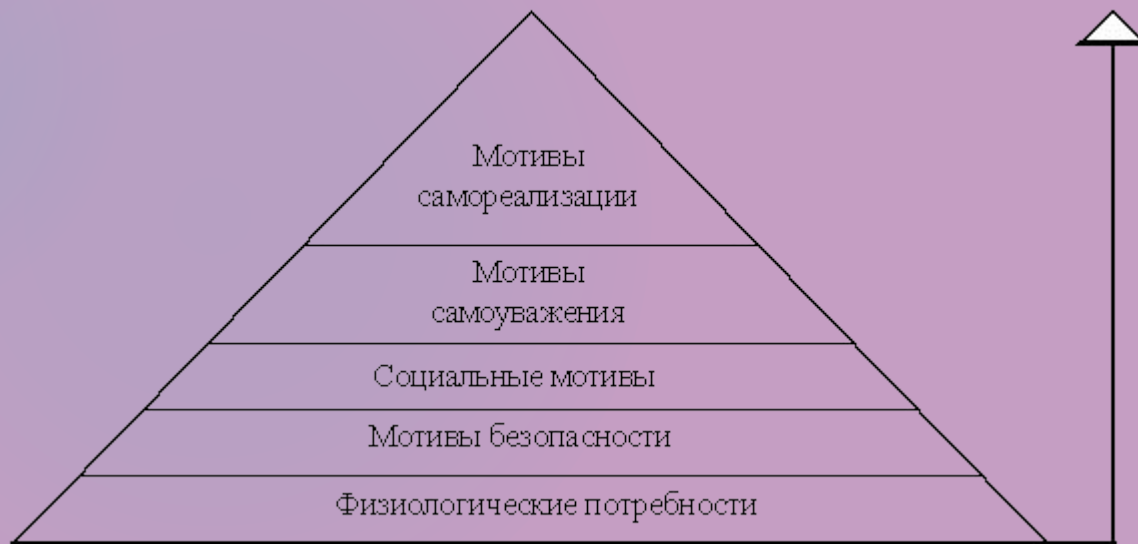 Мотивы
самореализации
Мотивы
самоуважения
Социальные мотивы
Мотивы безопасности
Физиологические потребности